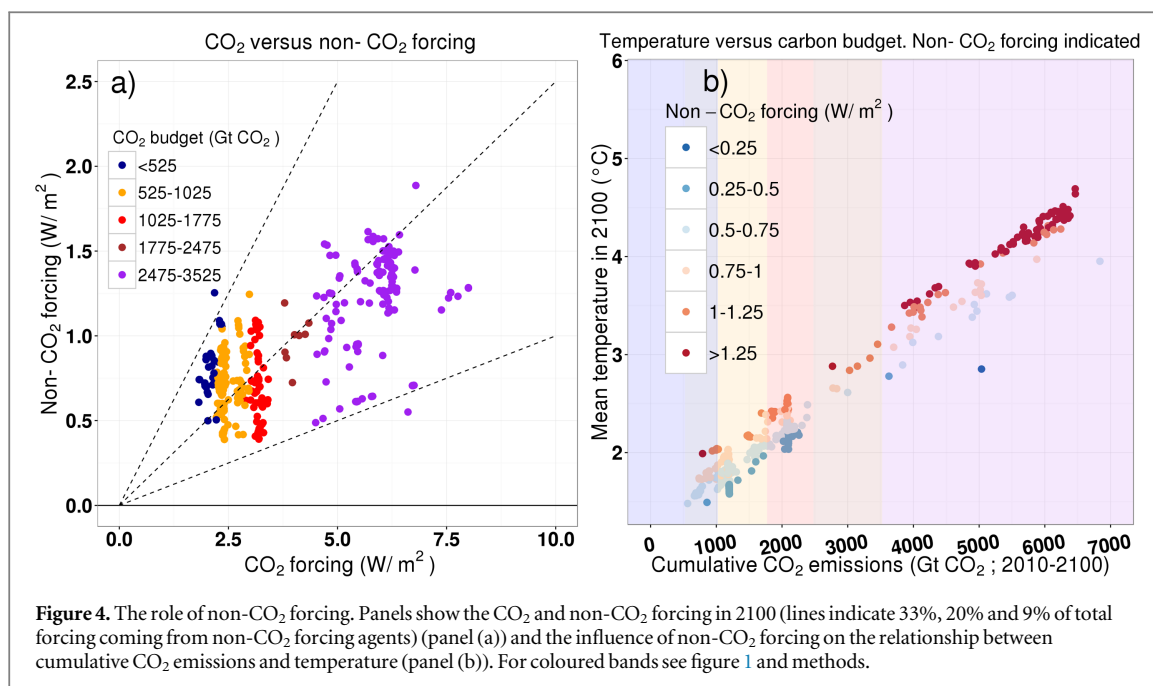 CO2 versus non- CO2 forcing
a)
Non- CO2 forcing (W/ m2)
2.5
2.0
1.5
1.0
0.5
0.0
CO2 budget (Gt CO2 )
<525
525-1025
1025-1775
1775-2475
2475-3525
0.0 2.5 5.0 7.5 10.0
CO2 forcing (W/ m2 )
Temperature versus carbon budget. Non- CO2 forcing indicated
b)
Mean temperature in 2100 (°C)
6
5
4
3
2
Non – CO2 forcing (W/ m2 )
<0.25
0.25-0.5
0.5-0.75
0.75-1
1-1.25
>1.25
0 1000 2000 3000 4000 5000 6000 7000
Cumulative CO2 emissions (Gt CO2 ; 2010-2100)
Figure 4. The role of non-CO2 forcing. Panels show the CO2 and non-CO2 forcing in 2100 (lines indicate 33%, 20% and 9% of total
forcing coming from non-CO2 forcing agents) (panel (a)) and the influence of non-CO2 forcing on the relationship between
cumulative CO2 emissions and temperature (panel (b)). For coloured bands see figure 1 and methods.